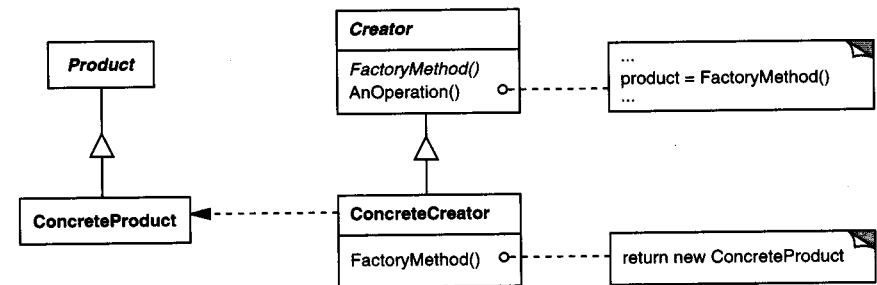 Product
Creator
FactoryMethod()
AnOperation()
...
product = FactoryMethod()
...
ConcreteProduct
ConcreteCreator
FactoryMethod()
return new ConcreteProduct